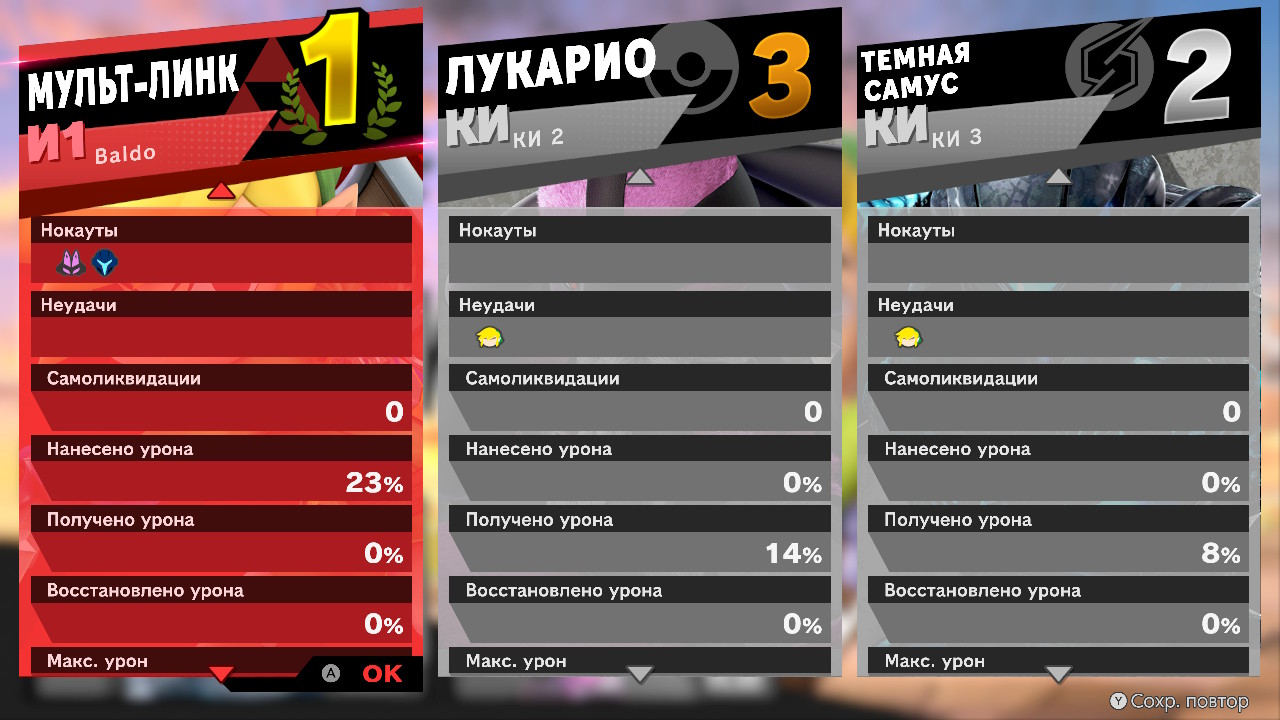 МУЛЬТ-ЛИНК
1
И1 Baldo
Нокауты
Неудачи
Самоликвидации
0
Нанесено урона
23%
Получено урона
0%
Восстановлено урона
0%
Макс. урон
A OK
ЛУКАРИО
3
КИ КИ 2
Нокауты
Неудачи
Самоликвидации
0
Нанесено урона
0%
Получено урона
14%
Восстановлено урона
0%
Макс. урон
ТЕМНАЯ
САМУС
2
КИ КИ 3
Нокауты
Неудачи
Самоликвидации
0
Нанесено урона
0%
Получено урона
8%
Восстановлено урона
0%
Макс. урон
Y Сохр. повтор